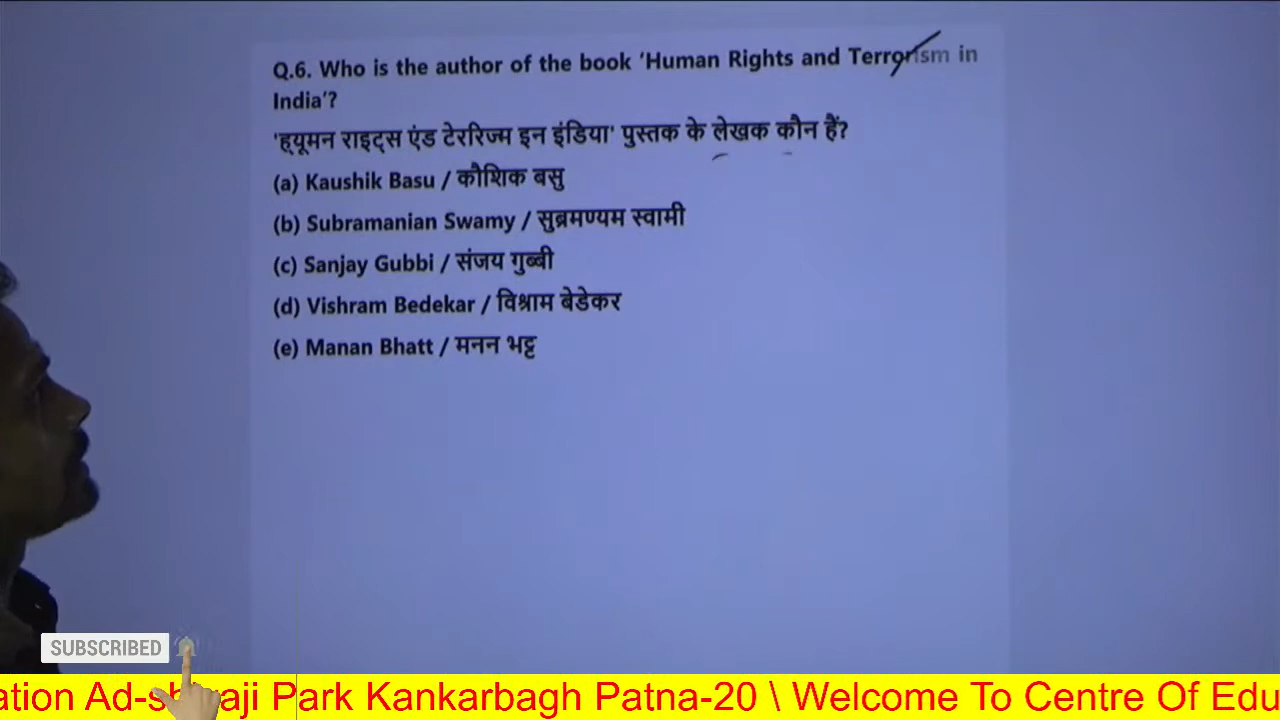 Q.6. Who is the author of the book ‘Human Rights and Terrorism in
India’?
'ह्यूमन राइट्स एंड टेररिज्म इन इंडिया' पुस्तक के लेखक कौन हैं?
(a) Kaushik Basu / कौशिक बसु
(b) Subramanian Swamy / सुब्रमण्यम स्वामी
(c) Sanjay Gubbi / संजय गुब्बी
(d) Vishram Bedekar / विश्राम बेडेकर
(e) Manan Bhatt / मनन भट्ट
SUBSCRIBED
ation Ad- Park Kankarbagh Patna-20 \ Welcome To Centre Of Edu